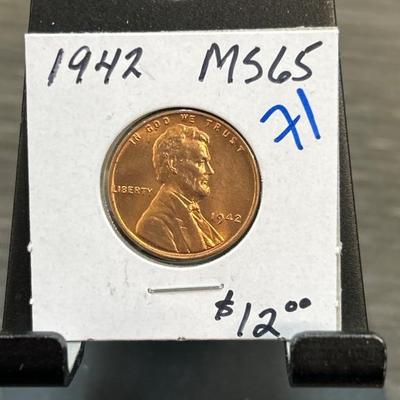 1942 MS65
71
IN GOD WE TRUST
LIBERTY
1942
$12.00